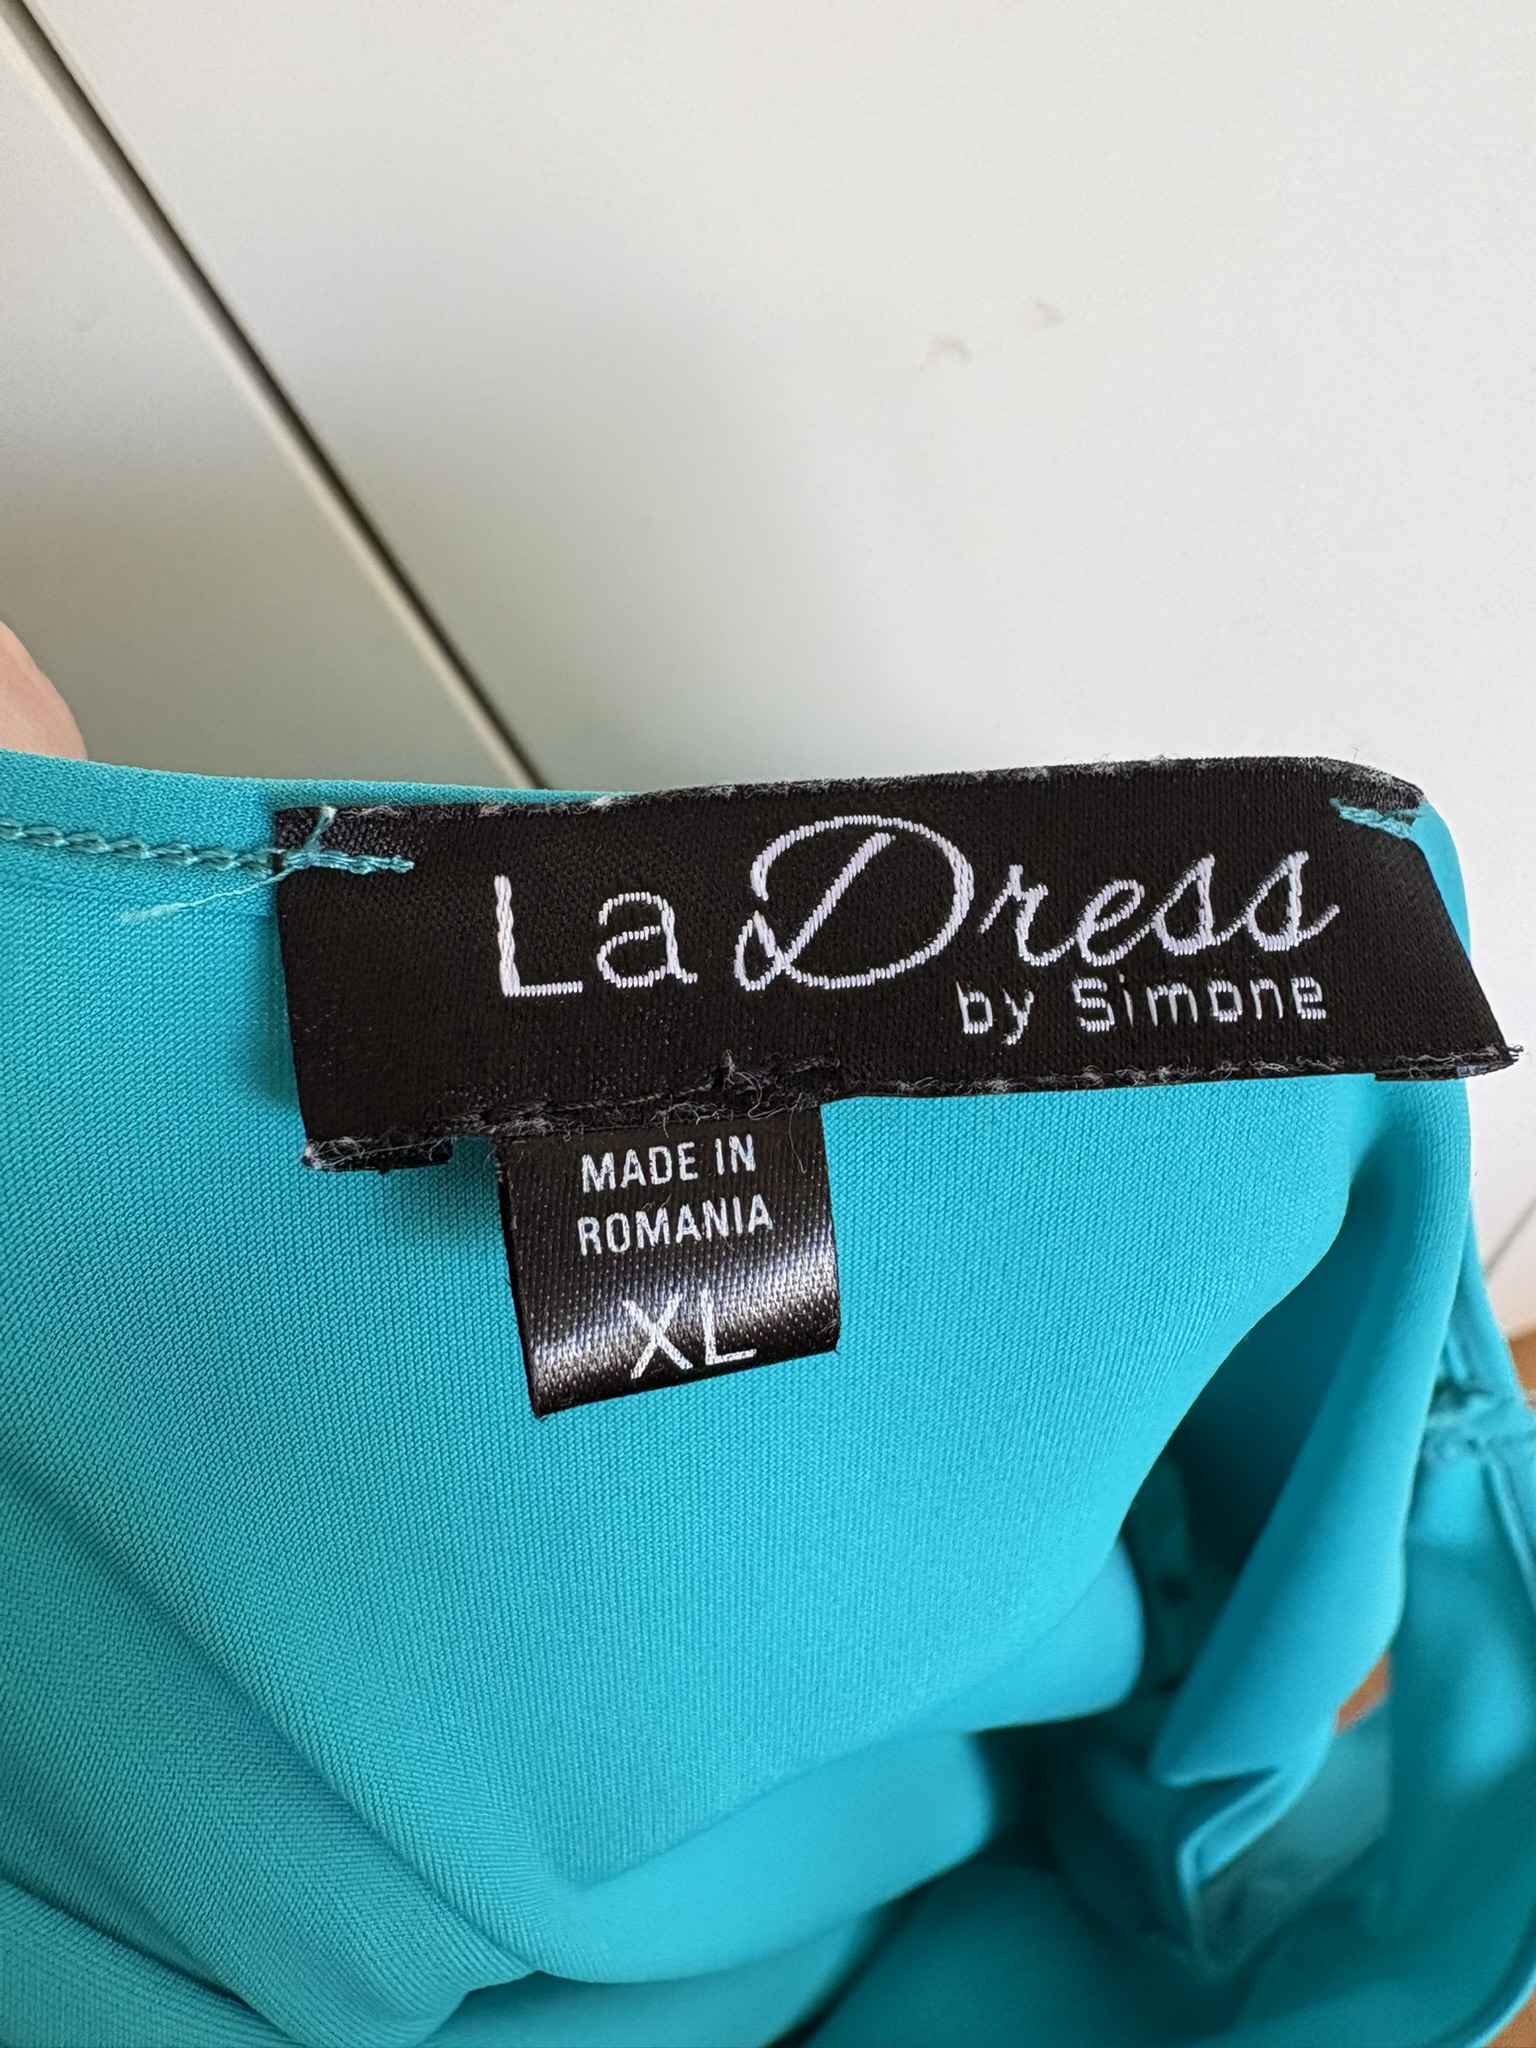 La Dress
by Simone
MADE IN
ROMANIA
XL